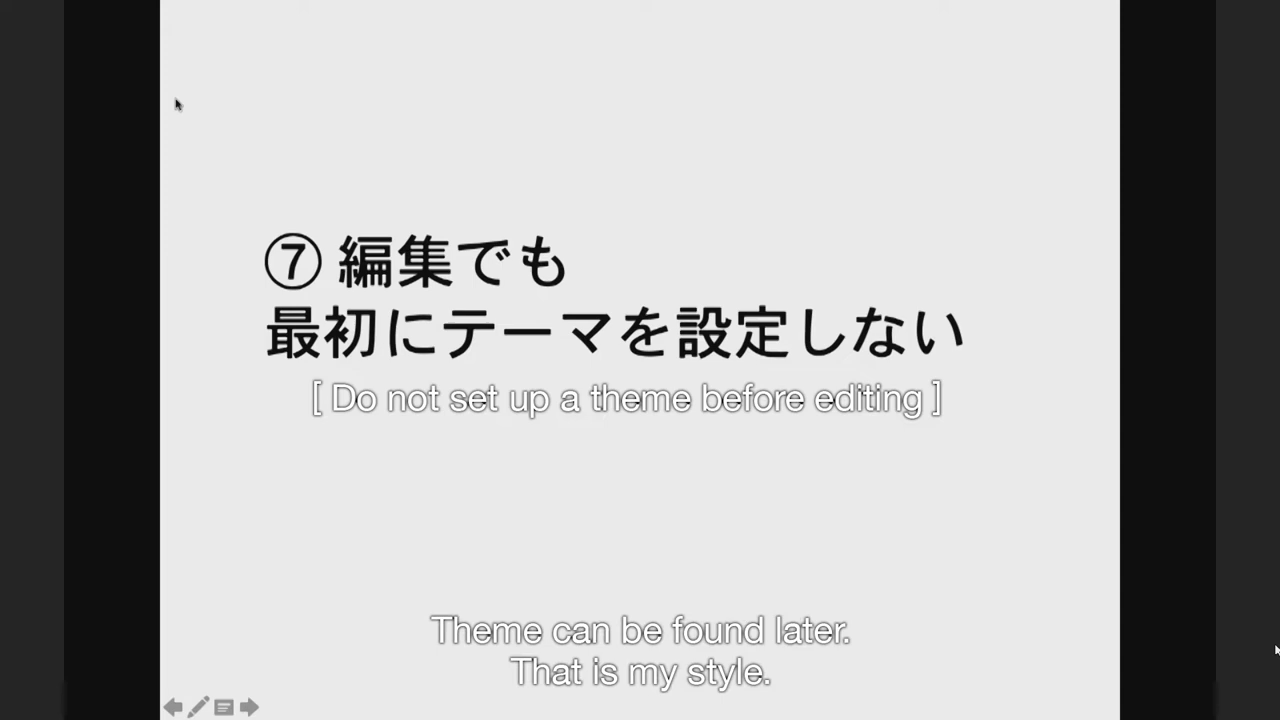 ⑦ 編集でも
最初にテーマを設定しない
[ Do not set up a theme before editing ]
Theme can be found later.
That is my style.